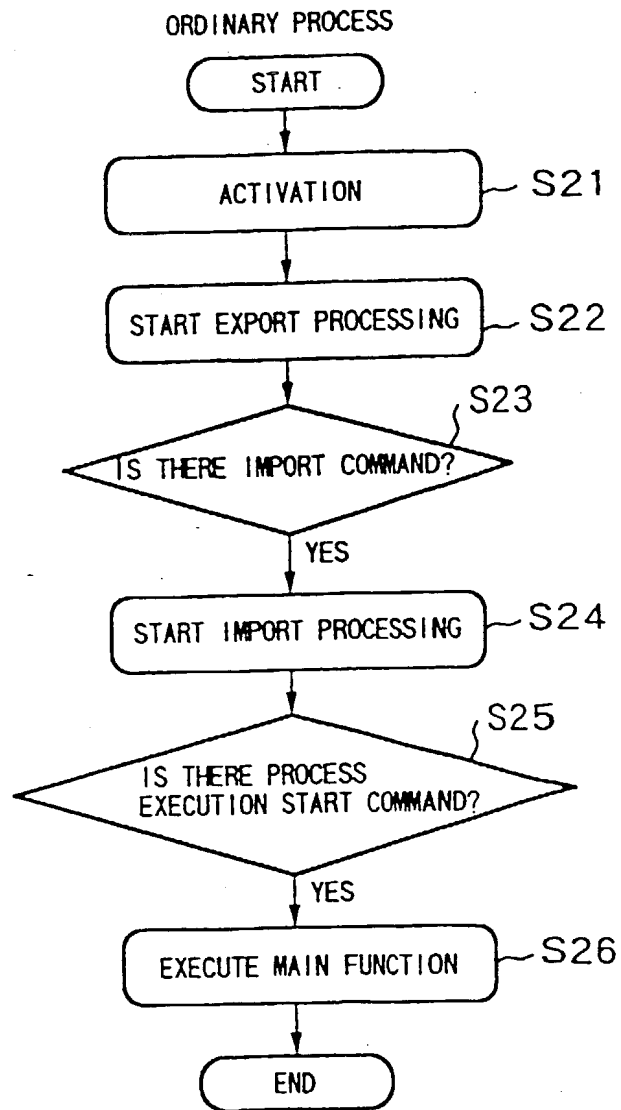 ORDINARY PROCESS
START
ACTIVATION
S21
START EXPORT PROCESSING
S22
S23
IS THERE IMPORT COMMAND?
YES
START IMPORT PROCESSING
S24
S25
IS THERE PROCESS
EXECUTION START COMMAND?
YES
EXECUTE MAIN FUNCTION
S26
END